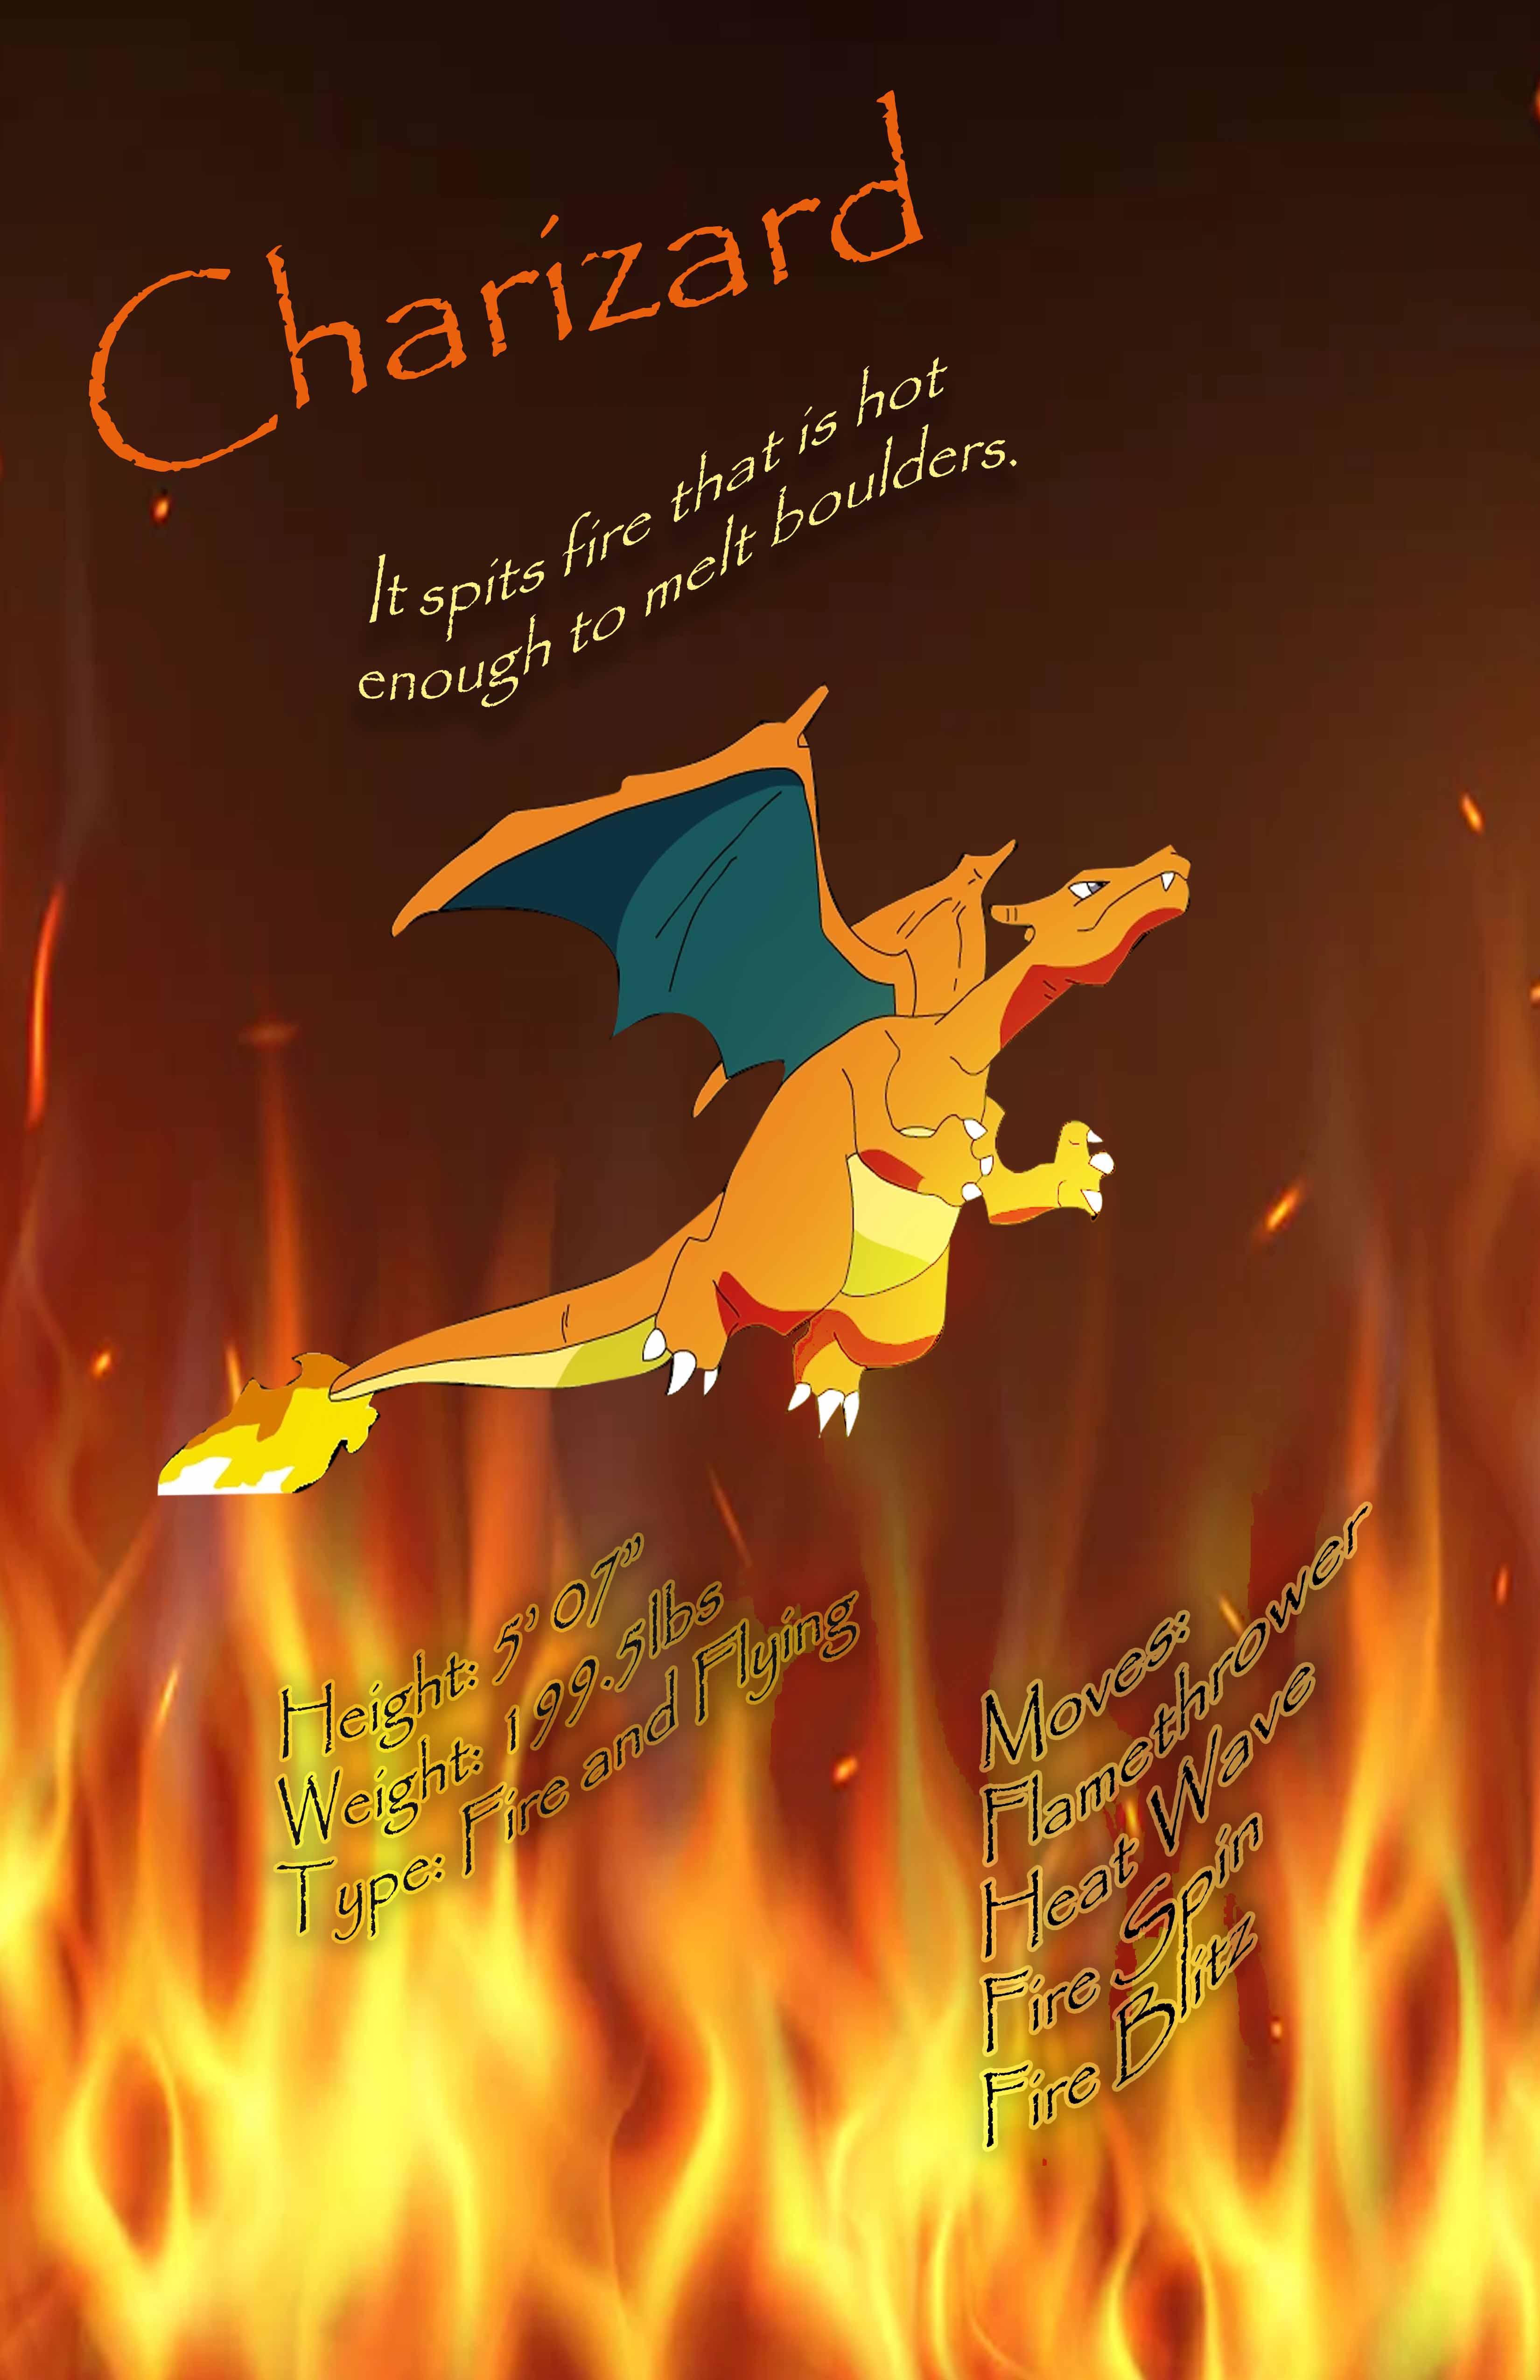 Charizard
It spits fire that is hot
enough to melt boulders.
Height: 5' 07”
Weight: 199.5lbs
Type: Fire and Flying
Moves:
Flamethrower
Heat Wave
Fire Spin
Fire Blitz